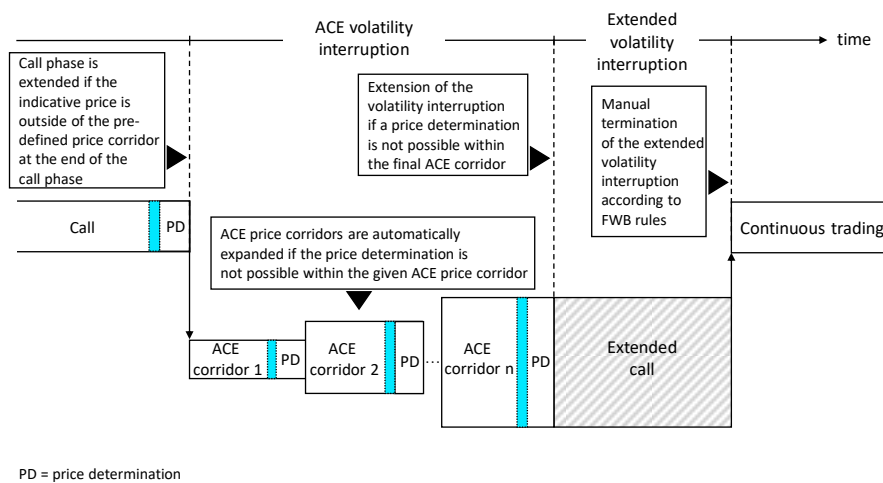 ACE volatility
interruption
Extended
volatility
interruption
time
Call phase is
extended if the
indicative price is
outside of the pre-
defined price corridor
at the end of the
call phase
Extension of the
volatility interruption
if a price determination
is not possible within
the final ACE corridor
Manual
termination
of the extended
volatility
interruption
according to
FWB rules
Call
PD
ACE price corridors are automatically
expanded if the price determination is
not possible within the given ACE price corridor
Continuous trading
ACE
corridor 1
PD
ACE
corridor 2
PD
...
ACE
corridor n
PD
Extended
call
PD = price determination